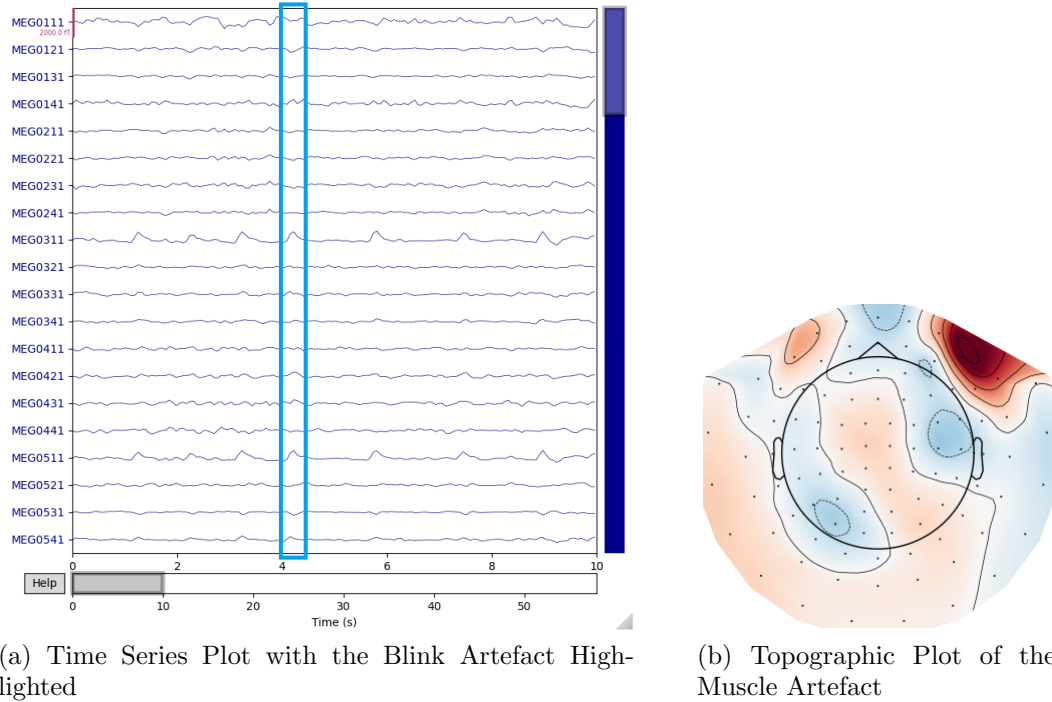 MEG0111
2000.0 fT
MEG0121
MEG0131
MEG0141
MEG0211
MEG0221
MEG0231
MEG0241
MEG0311
MEG0321
MEG0331
MEG0341
MEG0411
MEG0421
MEG0431
MEG0441
MEG0511
MEG0521
MEG0531
MEG0541
0 2 4 6 8 10
Help
0 10 20 30 40 50
Time (s)
(a) Time Series Plot with the Blink Artefact High-
lighted
(b) Topographic Plot of the
Muscle Artefact